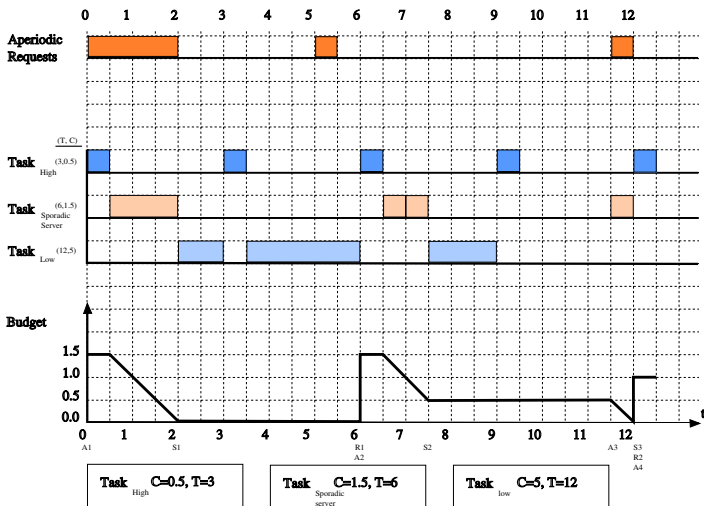 0 1 2 3 4 5 6 7 8 9 10 11 12
Aperiodic
Requests
(T, C)
Task High (3,0.5)
Task Sporadic Server (6,1.5)
Task Low (12,5)
Budget
1.5
1.0
0.5
0.0
t
0 1 2 3 4 5 6 7 8 9 10 11 12
A1 S1 R1 S2 A3 S3
A2 R2
A4
Task High C=0.5, T=3
Task Sporadic server C=1.5, T=6
Task low C=5, T=12